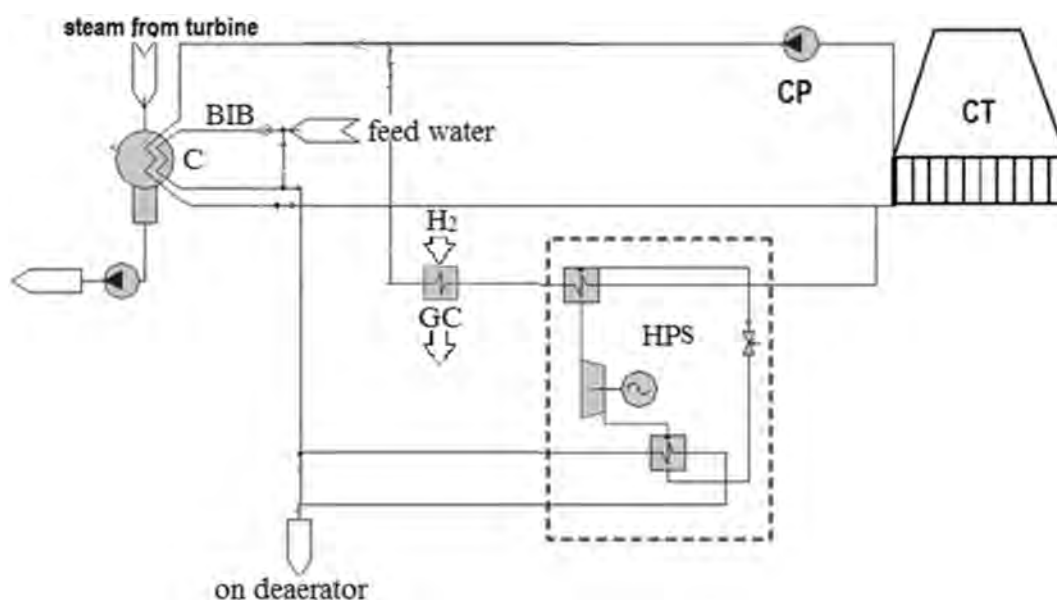 steam from turbine
CP
CT
BIB
feed water
C
H2
GC
HPS
on deaerator